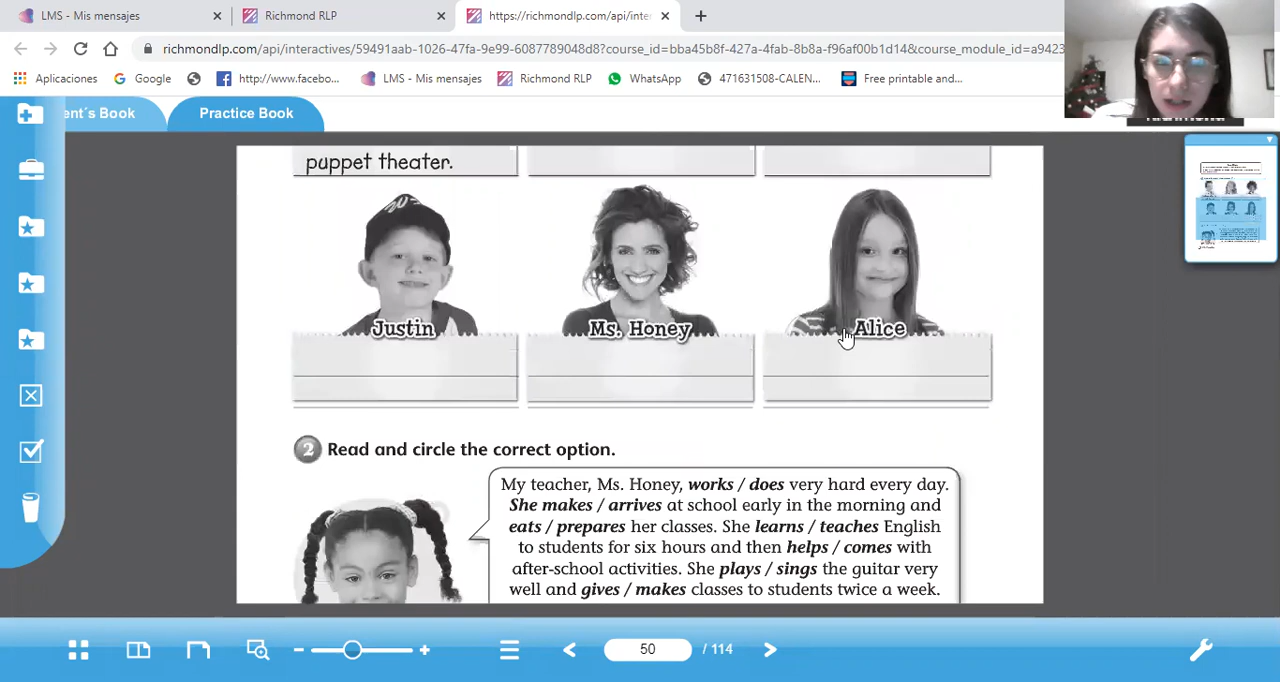 LMS - Mis mensajes
Richmond RLP
https://richmondlp.com/api/inter
richmondlp.com/api/interactives/59491aab-1026-47fa-9e99-6087789048d8?course_id=bba45b8f-427a-4fab-8b8a-f96af00b1d14&course_module_id=a9423
Aplicaciones
Google
http://www.facebo...
LMS - Mis mensajes
Richmond RLP
WhatsApp
471631508-CALEN...
Free printable and...
ent´s Book
Practice Book
puppet theater.
Justin
Ms. Honey
Alice
2 Read and circle the correct option.
My teacher, Ms. Honey, works / does very hard every day.
She makes / arrives at school early in the morning and
eats / prepares her classes. She learns / teaches English
to students for six hours and then helps / comes with
after-school activities. She plays / sings the guitar very
well and gives / makes classes to students twice a week.
50 / 114